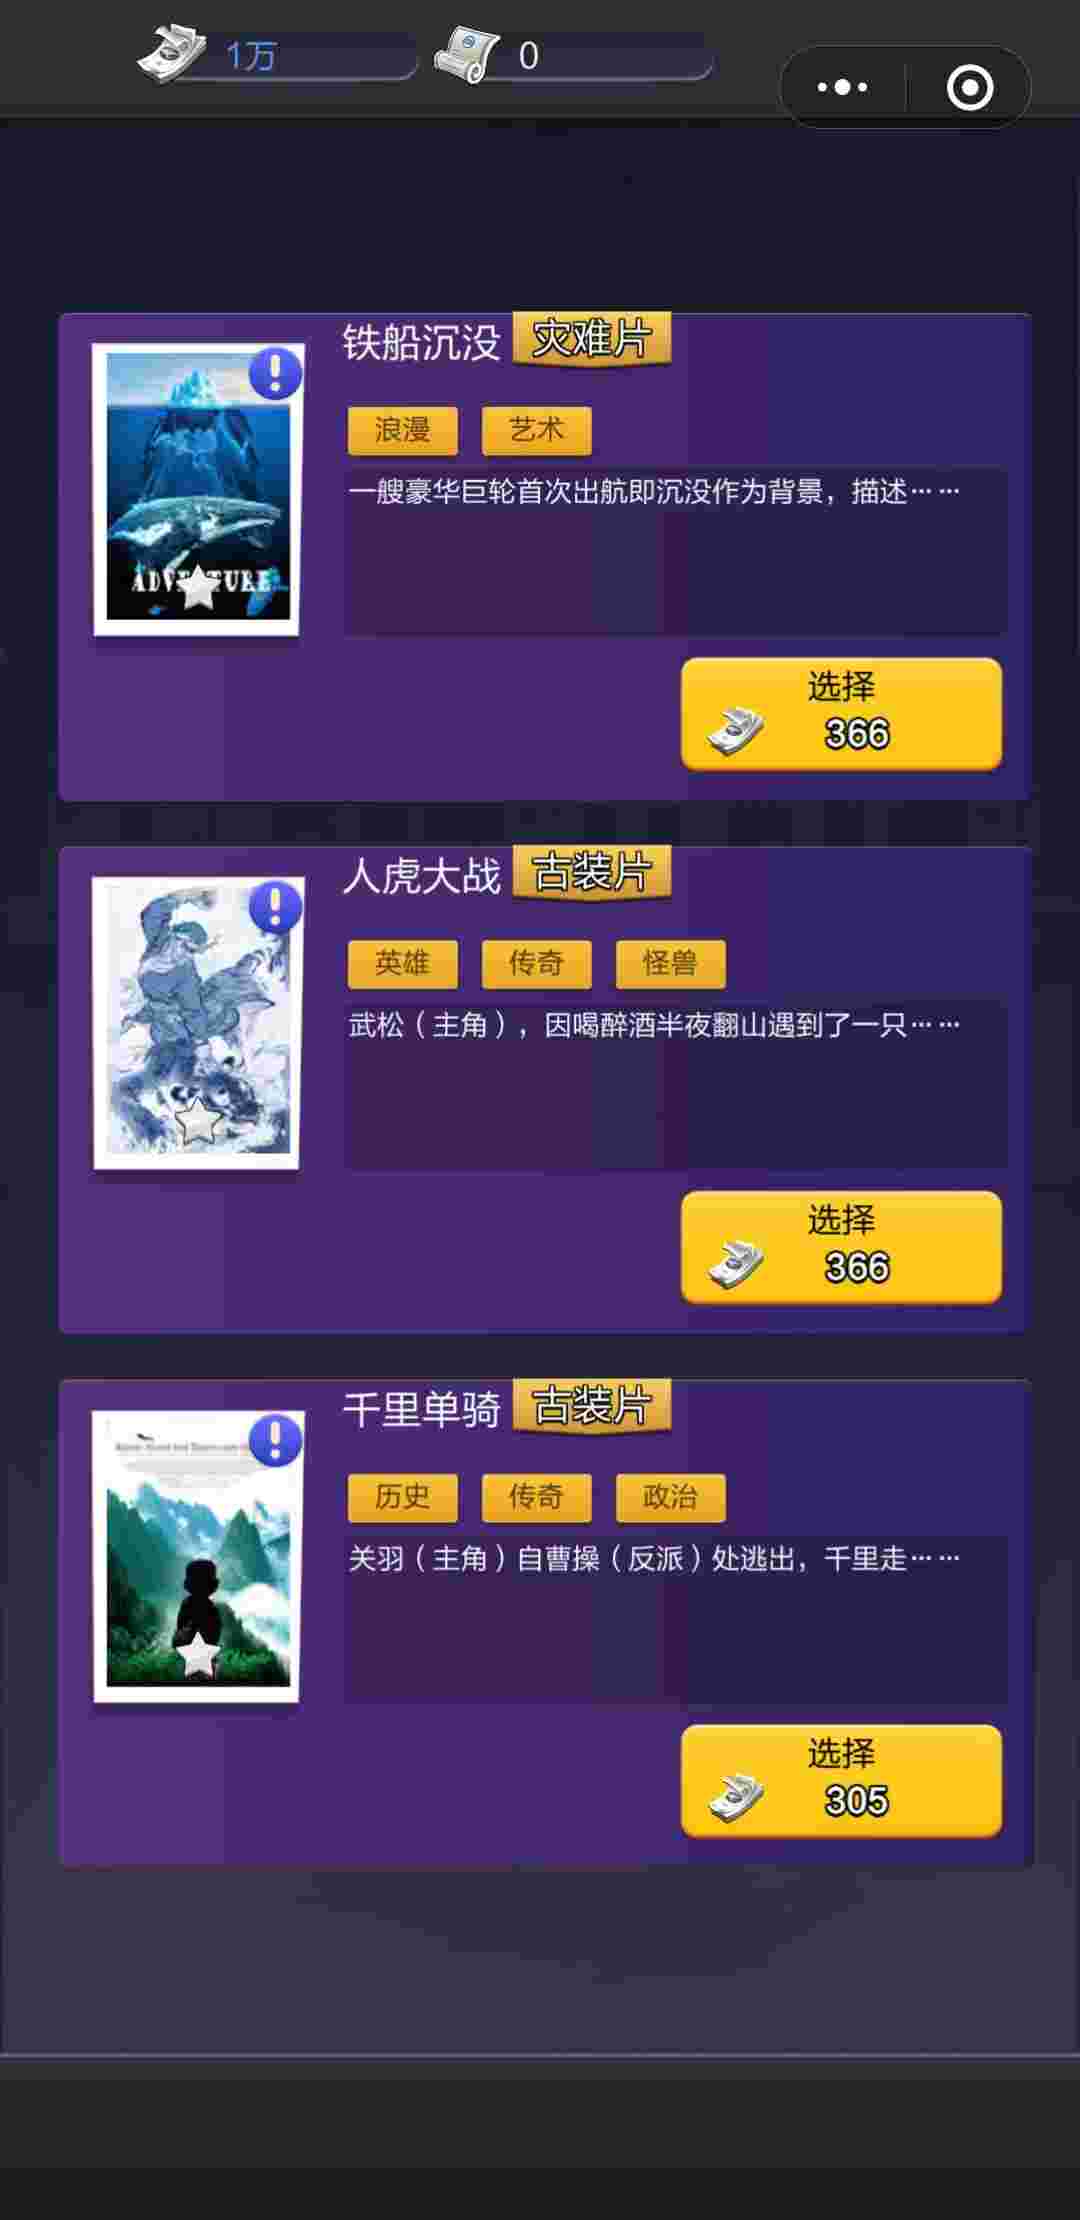 1万 0
铁船沉没 灾难片
浪漫 艺术
一艘豪华巨轮首次出航即沉没作为背景，描述……
ADVENTURE
选择
366
人虎大战 古装片
英雄 传奇 怪兽
武松（主角），因喝醉酒半夜翻山遇到了一只……
选择
366
千里单骑 古装片
历史 传奇 政治
关羽（主角）自曹操（反派）处逃出，千里走……
选择
305